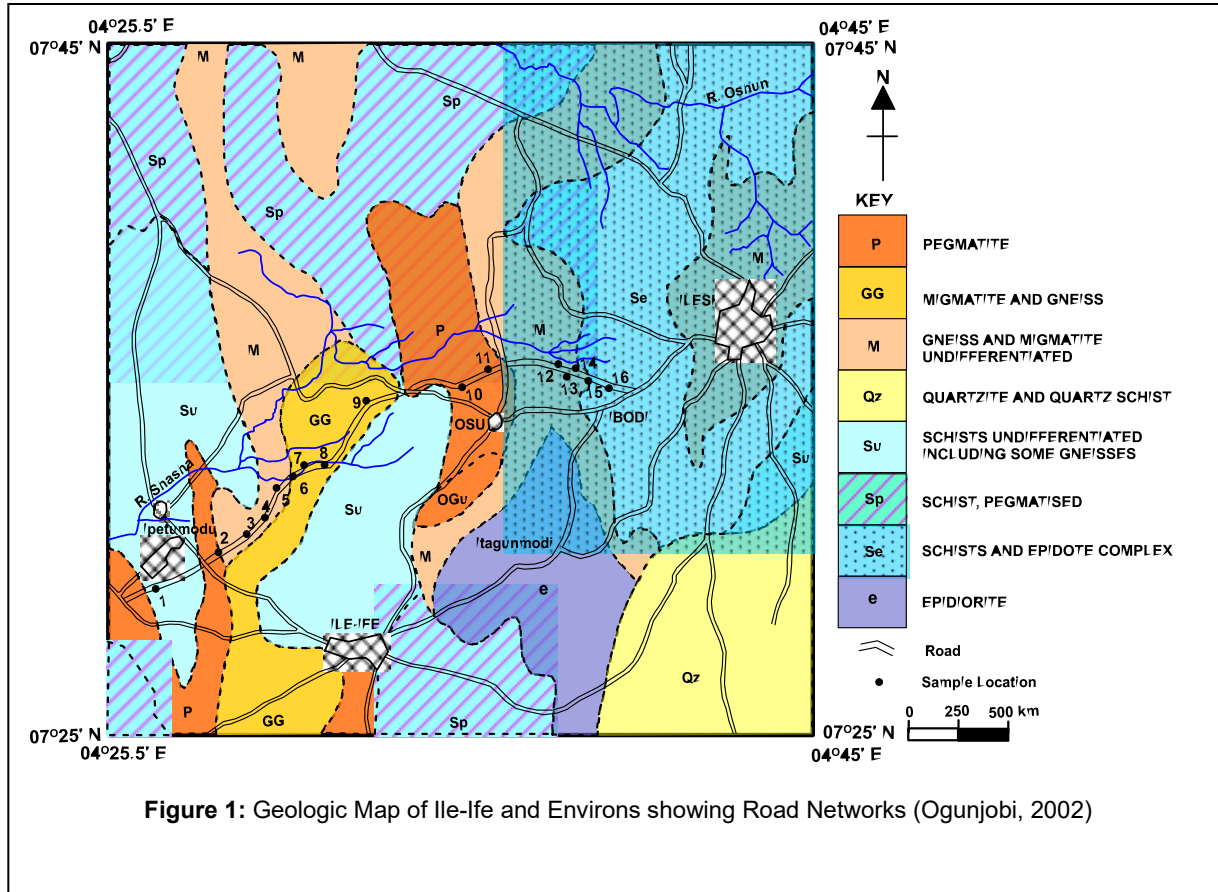 04°25.5' E
04°45' E
07°45' N
07°45' N
M
M
Sp
R. Osnun
N
Sp
Sp
KEY
P
PEGMATITE
GG
MIGMATITE AND GNEISS
M
GNEISS AND MIGMATITE
UNDIFFERENTIATED
Qz
QUARTZITE AND QUART SCHIST
Su
SCHISTS UNDIFFERENTIATED
INCLUDING SOME GNEISSES
Sp
SCHIST, PEGMATISED
Se
SCHISTS AND EPIDOTE COMPLEX
e
EPIDIORITE
Road
Sample Location
0 250 500 km
M
Se
ILESI
P
M
M
11
14
12
13
15
16
10
9
Su
GG
OSU
IBODI
Su
7
8
6
5
R. Snasna
Su
OGu
4
Ipetumodu
3
2
Itagunmodi
M
1
e
ILE-IFE
Qz
P
GG
Sp
07°25' N
07°25' N
04°25.5' E
04°45' E
Figure 1: Geologic Map of Ile-Ife and Environs showing Road Networks (Ogunjobi, 2002)